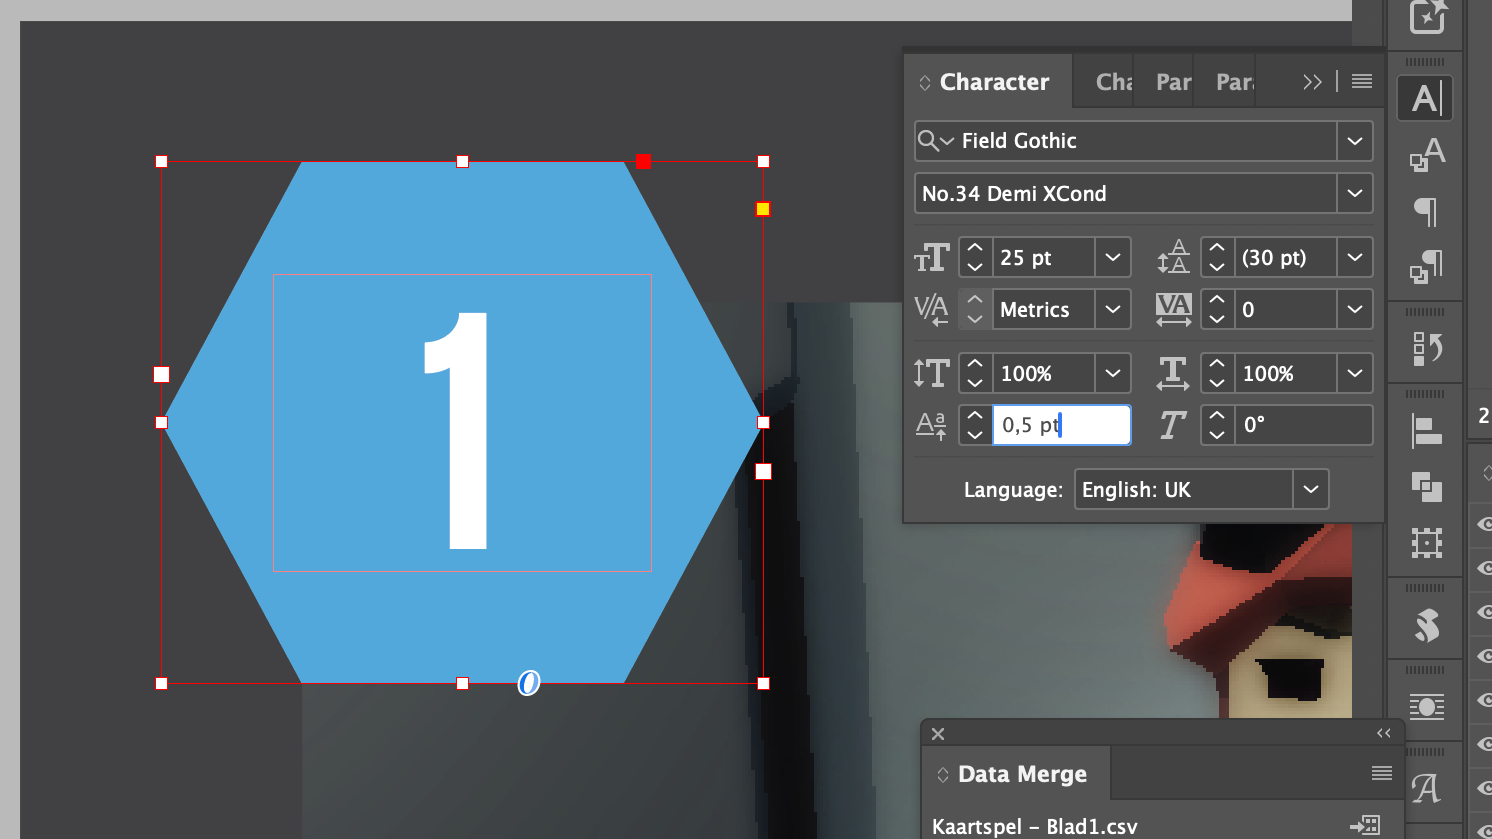 Character
Cha
Par
Para
Field Gothic
No.34 Demi XCond
25 pt
(30 pt)
Metrics
0
100%
100%
0,5 pt
0°
Language: English: UK
1
2
Data Merge
Kaartspel – Blad1.csv